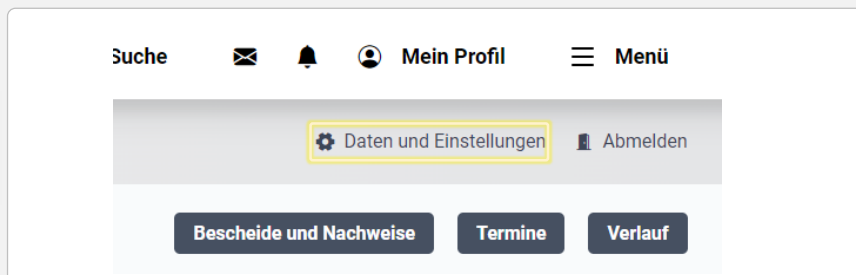 Suche Mein Profil Menü
Daten und Einstellungen Abmelden
Bescheide und Nachweise Termine Verlauf